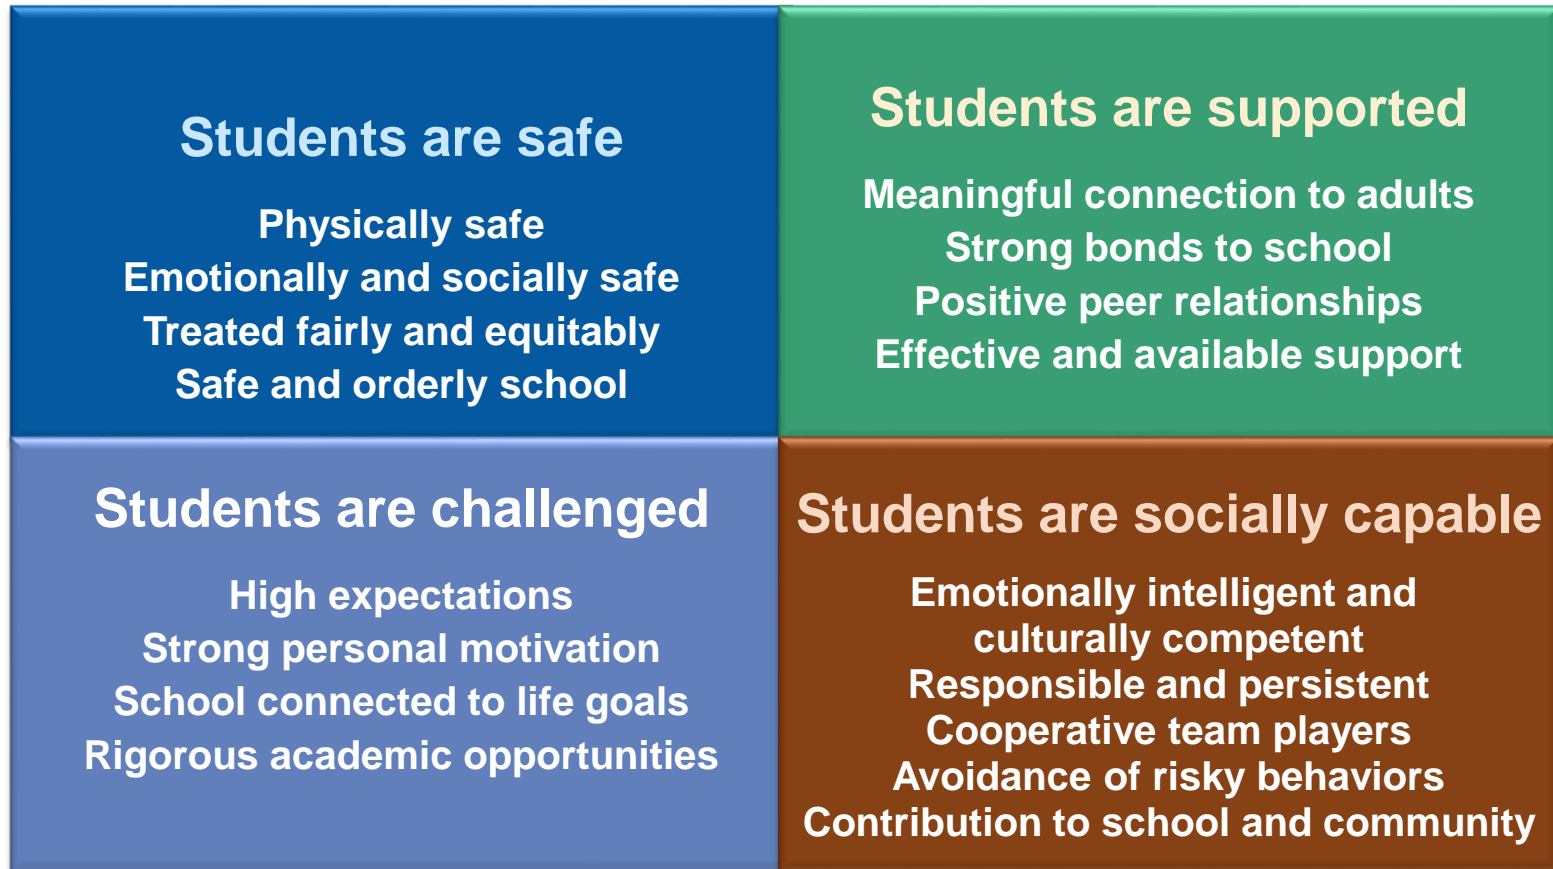 Students are safe
Physically safe
Emotionally and socially safe
Treated fairly and equitably
Safe and orderly school
Students are supported
Meaningful connection to adults
Strong bonds to school
Positive peer relationships
Effective and available support
Students are challenged
High expectations
Strong personal motivation
School connected to life goals
Rigorous academic opportunities
Students are socially capable
Emotionally intelligent and
culturally competent
Responsible and persistent
Cooperative team players
Avoidance of risky behaviors
Contribution to school and community